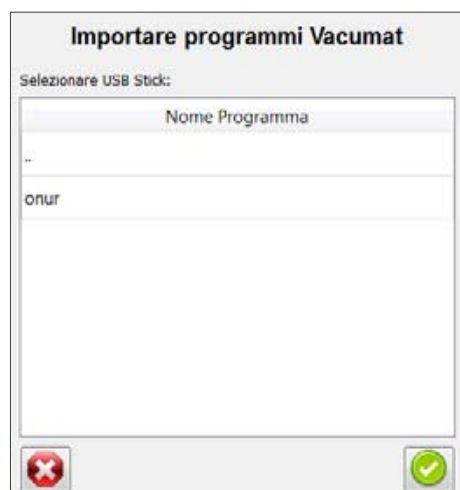 Importare programmi Vacumat
Selezionare USB Stick:
Nome Programma
..
onur